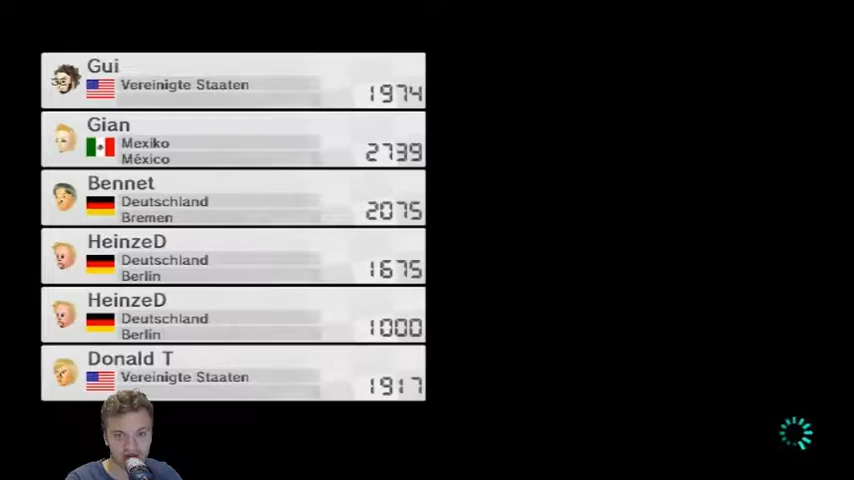 Gui
Vereinigte Staaten
1974
Gian
Mexiko
México
2739
Bennet
Deutschland
Bremen
2075
HeinzeD
Deutschland
Berlin
1675
HeinzeD
Deutschland
Berlin
1000
Donald T
Vereinigte Staaten
1917